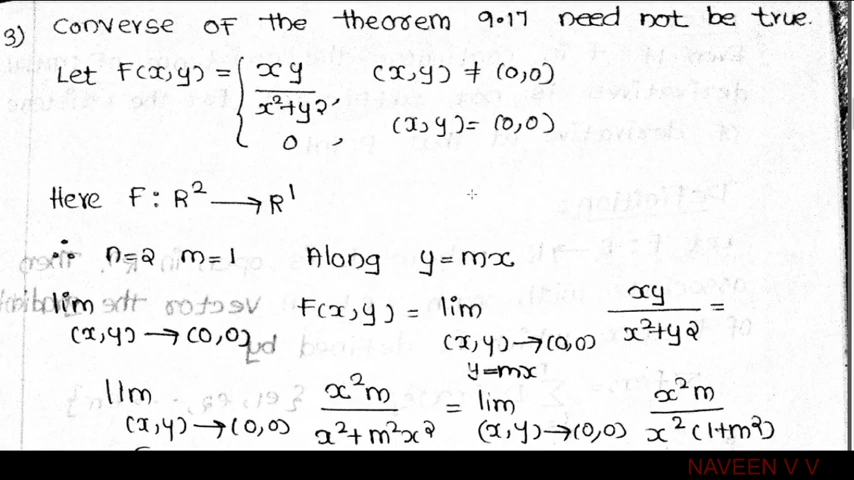 3) Converse of the theorem 9.17 need not be true.
Let F(x,y) = { xy / x²+y², (x,y) ≠ (0,0)
0, (x,y) = (0,0)
Here F: R² → R¹
n=2 m=1 Along y=mx
lim (x,y)→(0,0) F(x,y) = lim (x,y)→(0,0) y=mx xy / x²+y² =
lim (x,y)→(0,0) x²m / x²+m²x² = lim (x,y)→(0,0) x²m / x²(1+m²)
NAVEEN V V